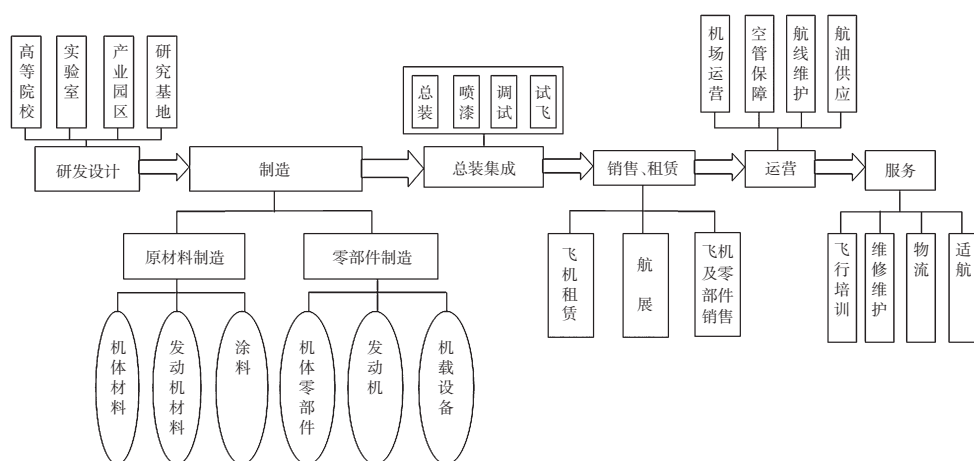 高等院校
实验室
产业园区
研究基地
总装
喷漆
调试
试飞
机场运营
空管保障
航线维护
航油供应
研发设计
制造
总装集成
销售、租赁
运营
服务
原材料制造
零部件制造
飞机租赁
航展
飞机
及零
部件
销售
飞行培训
维修维护
物流
适航
机体材料
发动机材料
涂料
机体零部件
发动机
机载设备